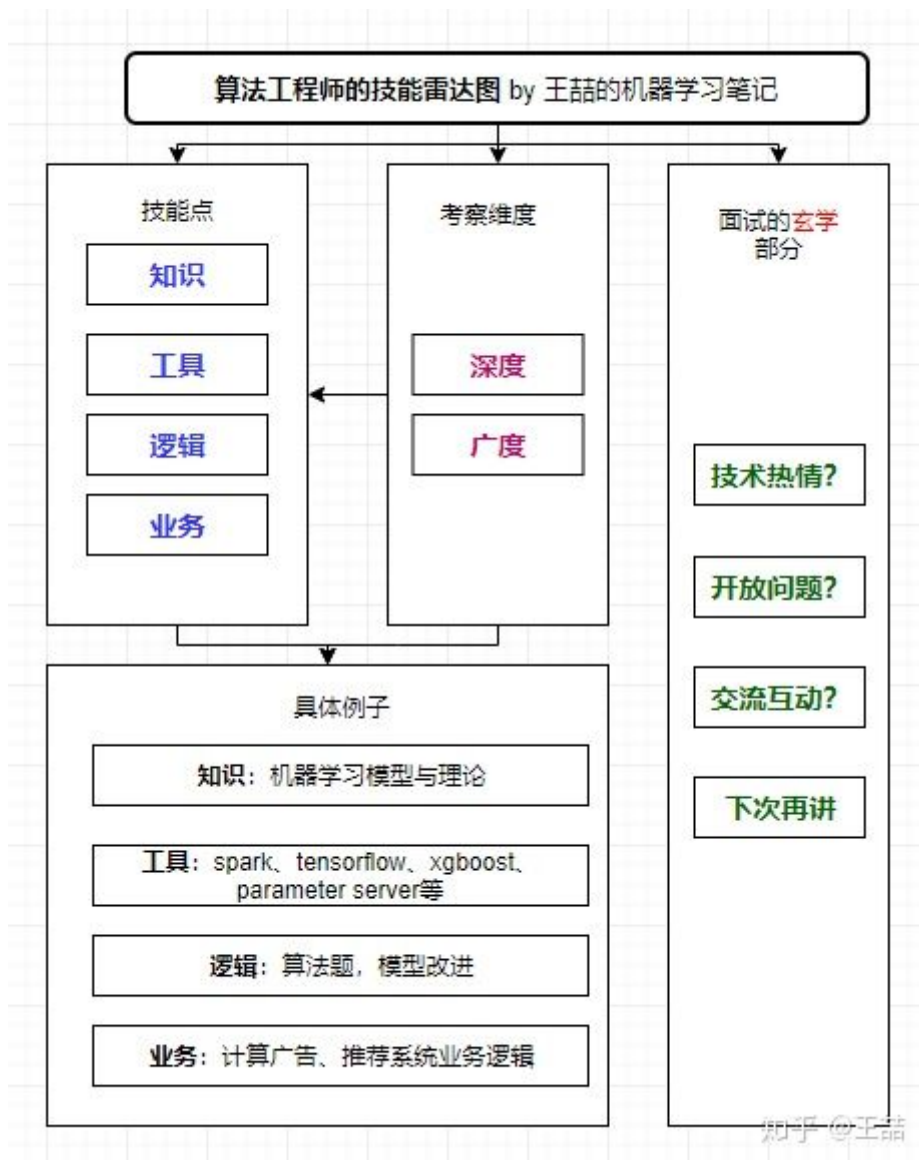 算法工程师的技能雷达图 by 王喆的机器学习笔记
技能点
知识
工具
逻辑
业务
考察维度
深度
广度
面试的玄学
部分
技术热情？
开放问题？
交流互动？
下次再讲
具体例子
知识：机器学习模型与理论
工具：spark、tensorflow、xgboost、
parameter server等
逻辑：算法题，模型改进
业务：计算广告、推荐系统业务逻辑
知乎 @王喆